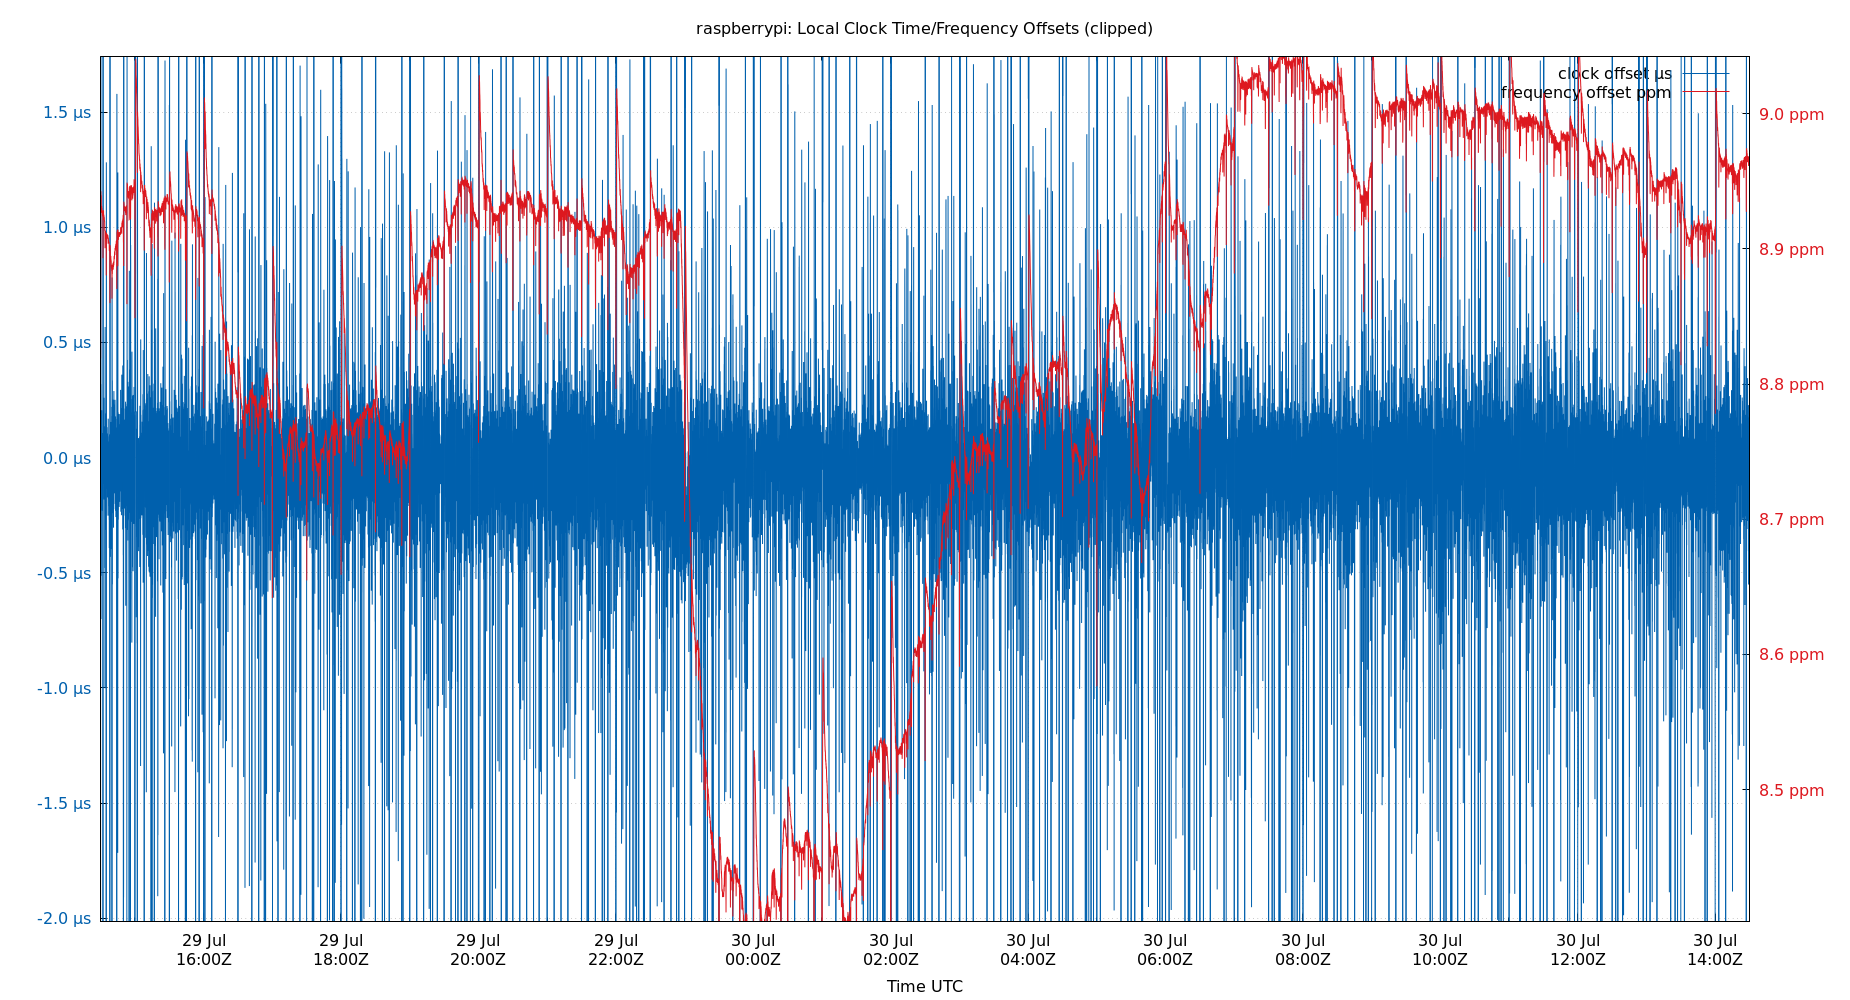 raspberrypi: Local Clock Time/Frequency Offsets (clipped)
clock offset µs
frequency offset ppm
1.5 µs
1.0 µs
0.5 µs
0.0 µs
-0.5 µs
-1.0 µs
-1.5 µs
-2.0 µs
9.0 ppm
8.9 ppm
8.8 ppm
8.7 ppm
8.6 ppm
8.5 ppm
29 Jul
16:00Z
29 Jul
18:00Z
29 Jul
20:00Z
29 Jul
22:00Z
30 Jul
00:00Z
30 Jul
02:00Z
30 Jul
04:00Z
30 Jul
06:00Z
30 Jul
08:00Z
30 Jul
10:00Z
30 Jul
12:00Z
30 Jul
14:00Z
Time UTC